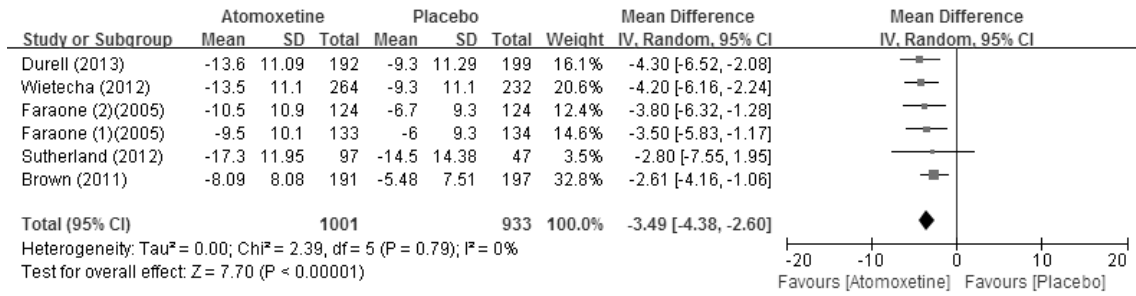 Atomoxetine Placebo Mean Difference Mean Difference
Study or Subgroup Mean SD Total Mean SD Total Weight IV, Random, 95% CI IV, Random, 95% CI
Durell (2013) -13.6 11.09 192 -9.3 11.29 199 16.1% -4.30 [-6.52, -2.08]
Wietecha (2012) -13.5 11.1 264 -9.3 11.1 232 20.6% -4.20 [-6.16, -2.24]
Faraone (2)(2005) -10.5 10.9 124 -6.7 9.3 124 12.4% -3.80 [-6.32, -1.28]
Faraone (1)(2005) -9.5 10.1 133 -6 9.3 134 14.6% -3.50 [-5.83, -1.17]
Sutherland (2012) -17.3 11.95 97 -14.5 14.38 47 3.5% -2.80 [-7.55, 1.95]
Brown (2011) -8.09 8.08 191 -5.48 7.51 197 32.8% -2.61 [-4.16, -1.06]
Total (95% CI) 1001 933 100.0% -3.49 [-4.38, -2.60]
Heterogeneity: Tau² = 0.00; Chi² = 2.39, df = 5 (P = 0.79); I² = 0%
Test for overall effect: Z = 7.70 (P < 0.00001)
-20 -10 0 10 20
Favours [Atomoxetine] Favours [Placebo]